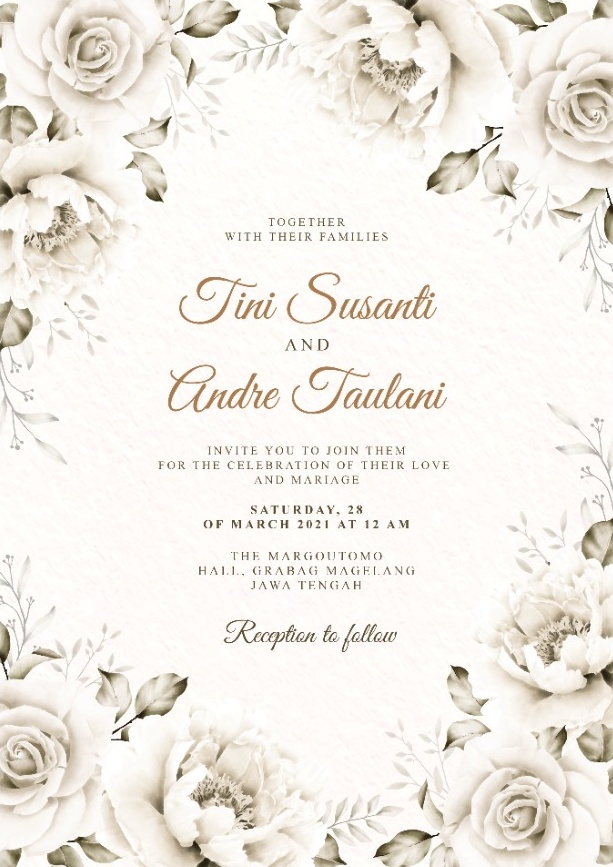 TOGETHER
WITH THEIR FAMILIES
Tini Susanti
AND
Andre Taulani
INVITE YOU TO JOIN THEM
FOR THE CELEBRATION OF THEIR LOVE
AND MARIAGE
SATURDAY, 28
OF MARCH 2021 AT 12 AM
THE MARGOUTOMO
HALL, GRABAG MAGELANG
JAWA TENGAH
Reception to follow